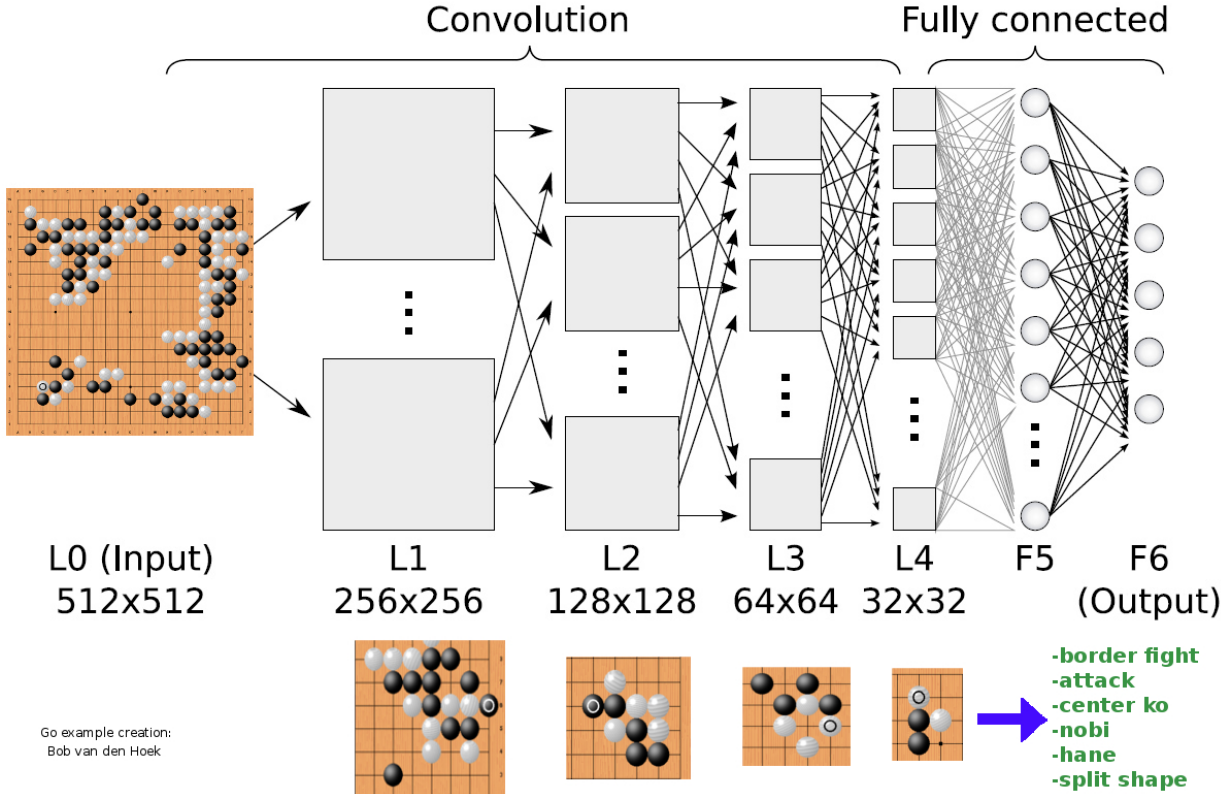 Convolution
Fully connected
L0 (Input)
L1
L2
L3
L4
F5
F6
512x512
256x256
128x128
64x64
32x32
(Output)
-border fight
-attack
-center ko
-nobi
-hane
-split shape
Go example creation:
Bob van den Hoek